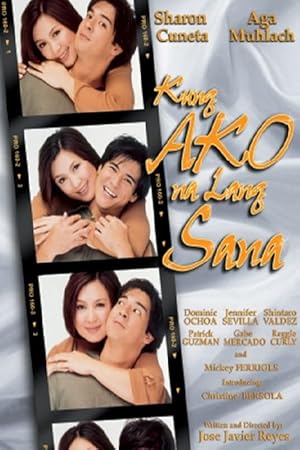 Sharon Aga
Cuneta Muhlach
Kung
AKO
na Lang
Sana
Dominic Jennifer Shintaro
OCHOA SEVILLA VALDEZ
Patrick Gabe Reggie
GUZMAN MERCADO CURLY
and
Mickey FERRIOLS
Introducing:
Christine BERSOLA
Written and Directed by:
Jose Javier Reyes